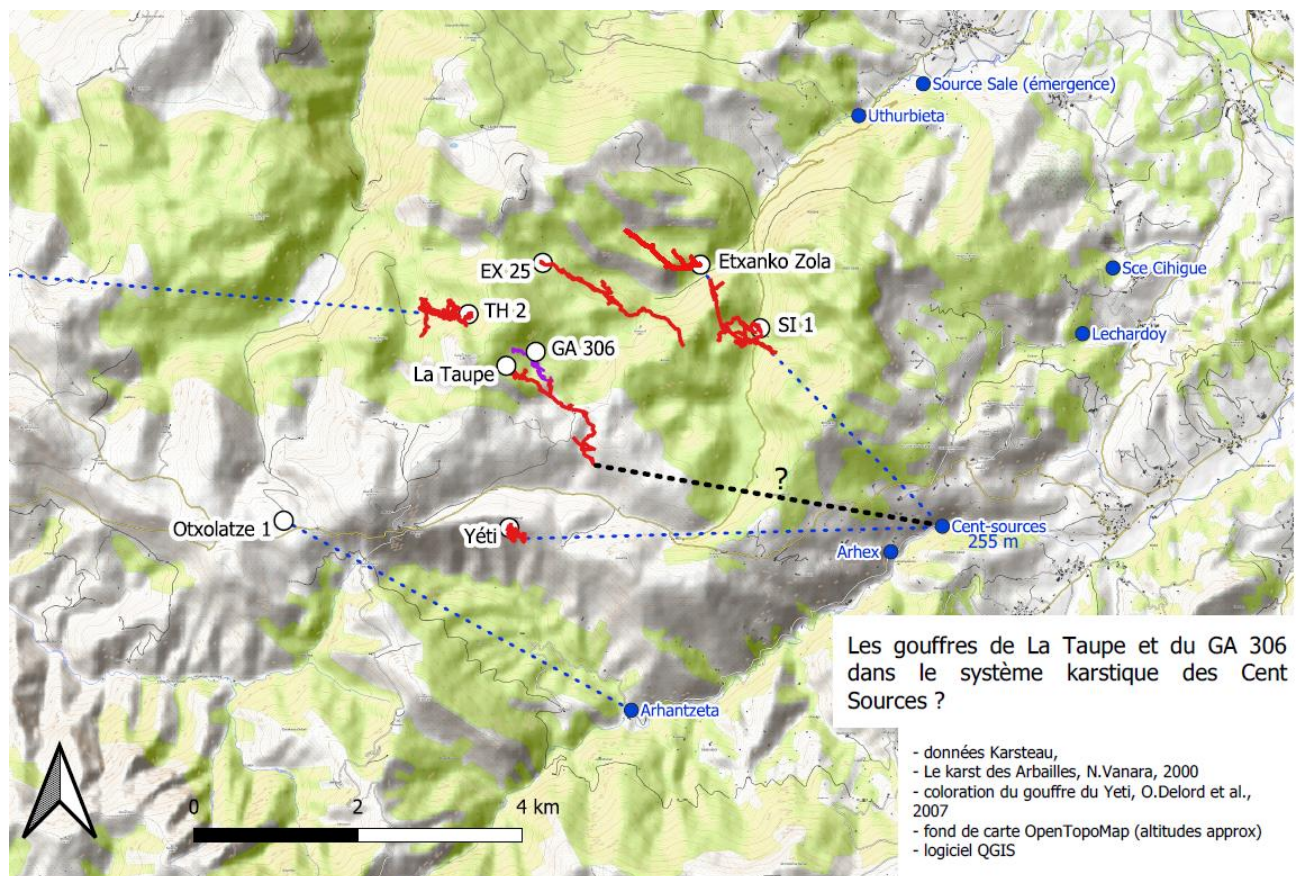 Source Sale (émergence)
Uthurbieta
Etxanko Zola
EX 25
Sce Cihigue
TH 2
SI 1
Lechardoy
GA 306
La Taupe
?
Otxolatze 1
Yéti
Cent-sources
255 m
Arhex
Arhantzeta
Les gouffres de La Taupe et du GA 306
dans le système karstique des Cent
Sources ?
- données Karsteau,
- Le karst des Arbailles, N.Vanara, 2000
- coloration du gouffre du Yeti, O.Delord et al.,
2007
- fond de carte OpenTopoMap (altitudes approx)
- logiciel QGIS
0 2 4 km